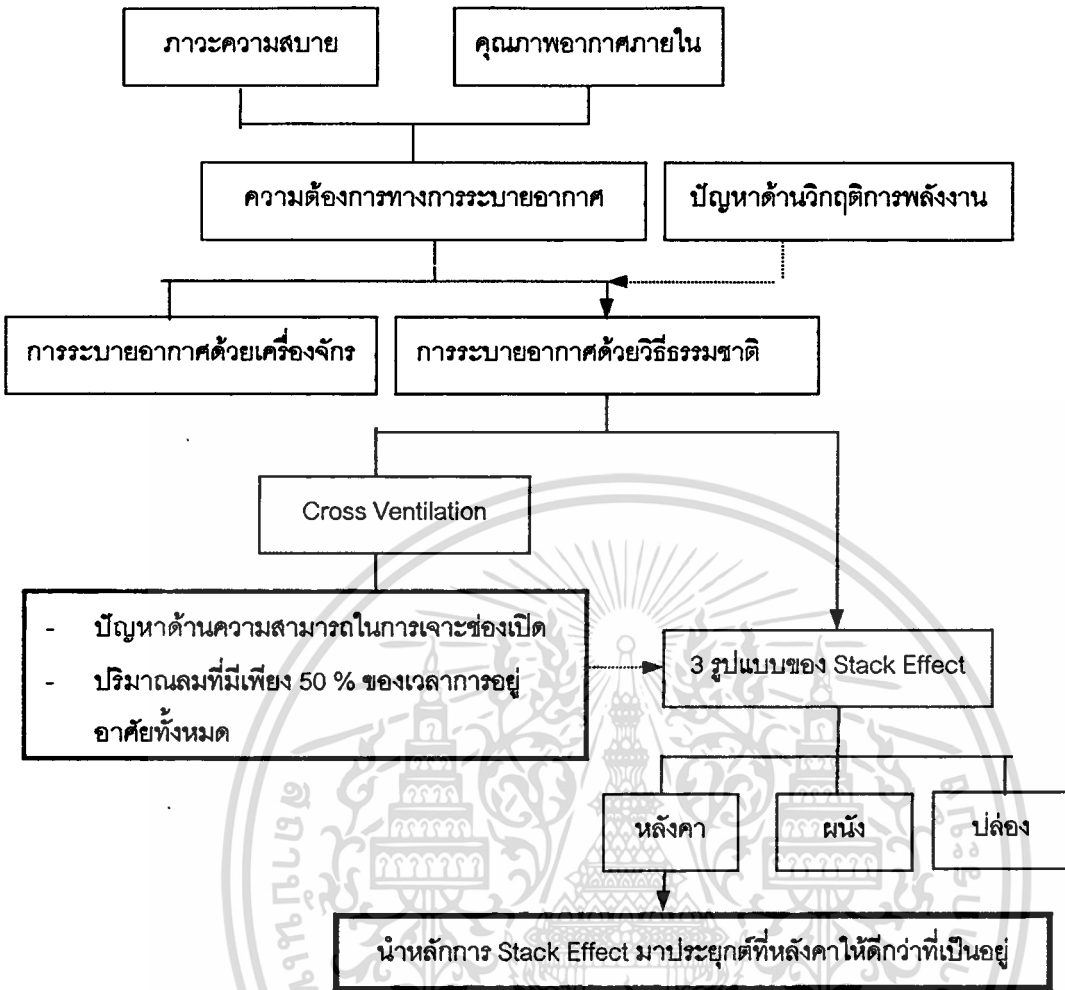 ภาวะความสบาย
คุณภาพอากาศภายใน
ความต้องการทางการระบายอากาศ
ปัญหาด้านวิกฤติการพลังงาน
การระบายอากาศด้วยเครื่องจักร
การระบายอากาศด้วยวิธีธรรมชาติ
Cross Ventilation
- ปัญหาด้านความสามารถในการเจาะช่องเปิด
- ปริมาณลมที่มีเพียง 50 % ของเวลาการอยู่
อาศัยทั้งหมด
3 รูปแบบของ Stack Effect
หลังคา
ผนัง
ปล่อง
นำหลักการ Stack Effect มาประยุกต์ที่หลังคาให้ดีกว่าที่เป็นอยู่